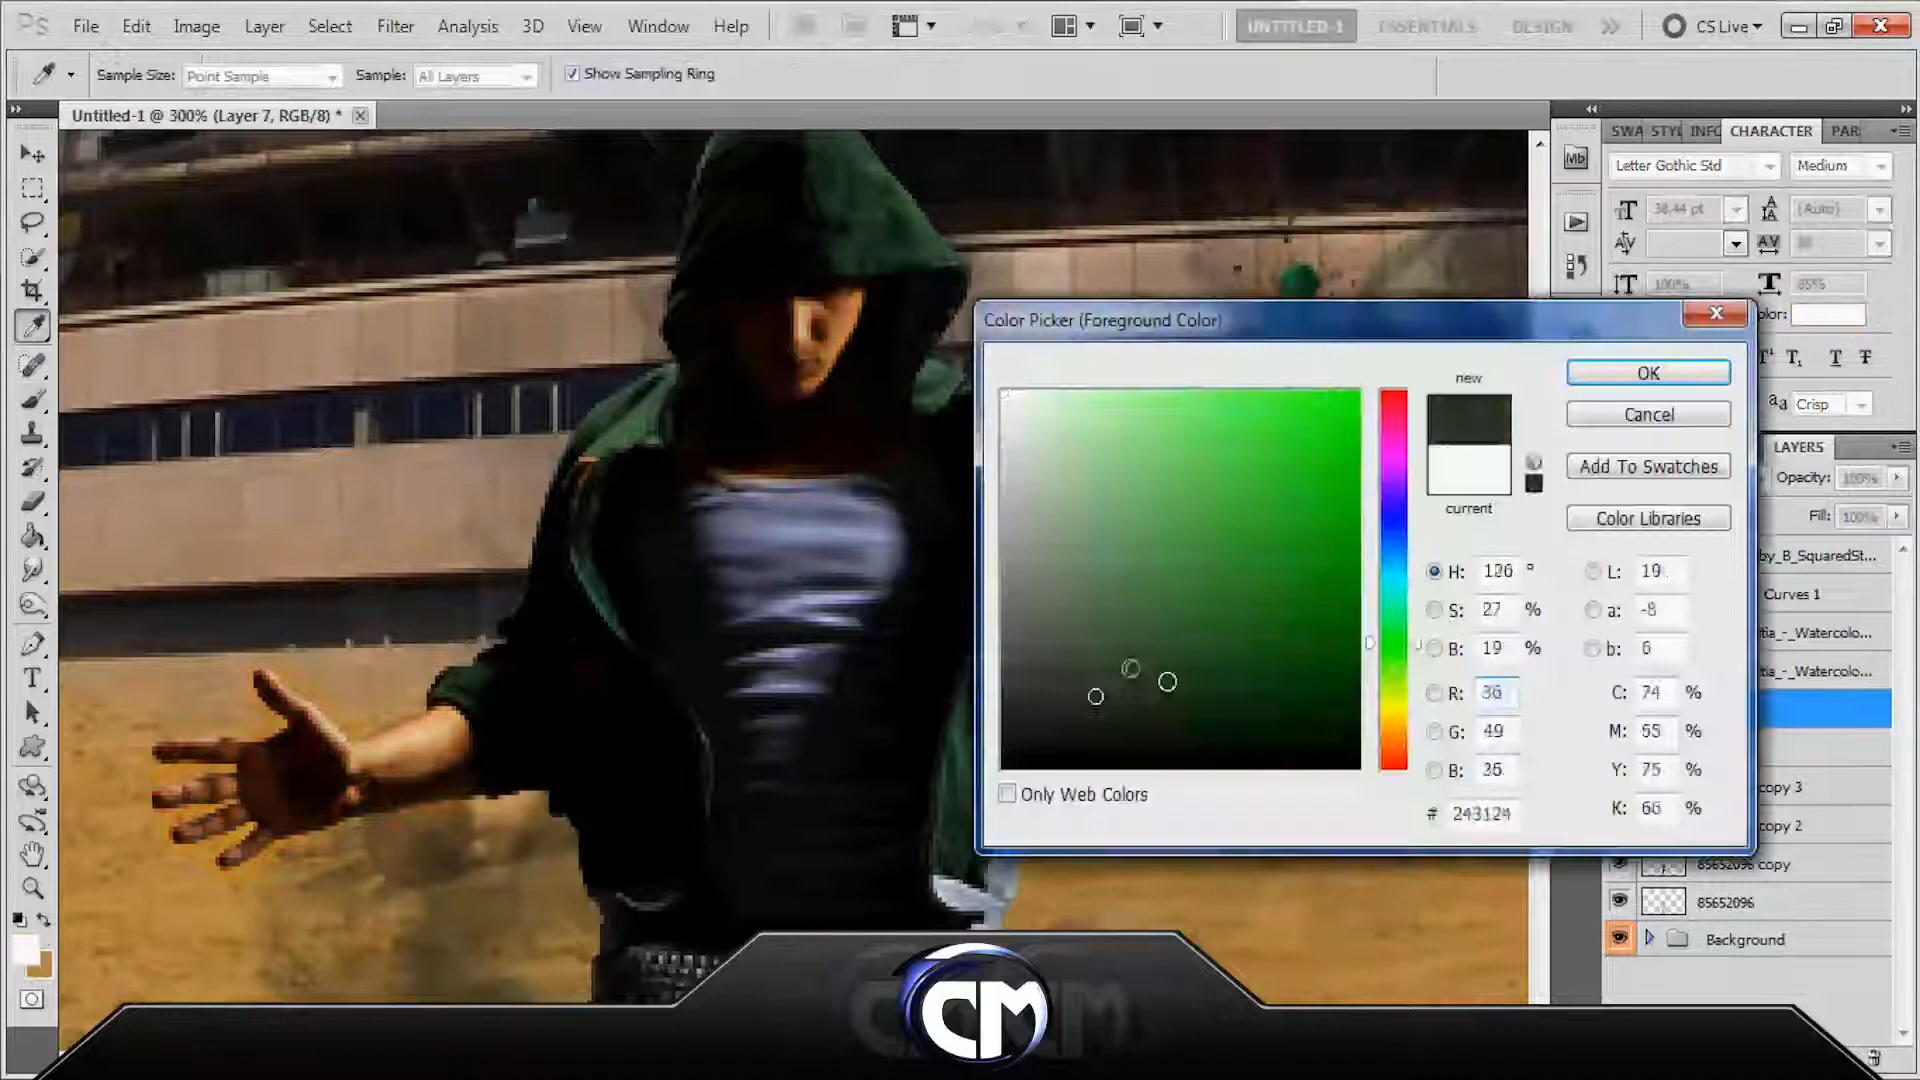 PS File Edit Image Layer Select Filter Analysis 3D View Window Help UNTITLED-1 ESSENTIALS DESIGN CS Live
Sample Size: Point Sample Sample: All Layers Show Sampling Ring
Untitled-1 @ 300% (Layer 7, RGB/8) *
SWA STYL INFO CHARACTER PAR
Mb
Letter Gothic Std Medium
38.44 pt (Auto)
100% 85%
olor:
Crisp
Color Picker (Foreground Color)
new
current
OK
Cancel
Add To Swatches
Color Libraries
H: 126 ° L: 19
S: 27 % a: -8
B: 19 % b: 6
R: 36 C: 74 %
G: 49 M: 55 %
B: 36 Y: 75 %
# 243124 K: 66 %
Only Web Colors
LAYERS
Opacity: 100%
Fill: 100%
by_B_SquaredSt...
Curves 1
tia_-_Watercolo...
tia_-_Watercolo...
copy 3
copy 2
85652096 copy
85652096
Background
CM